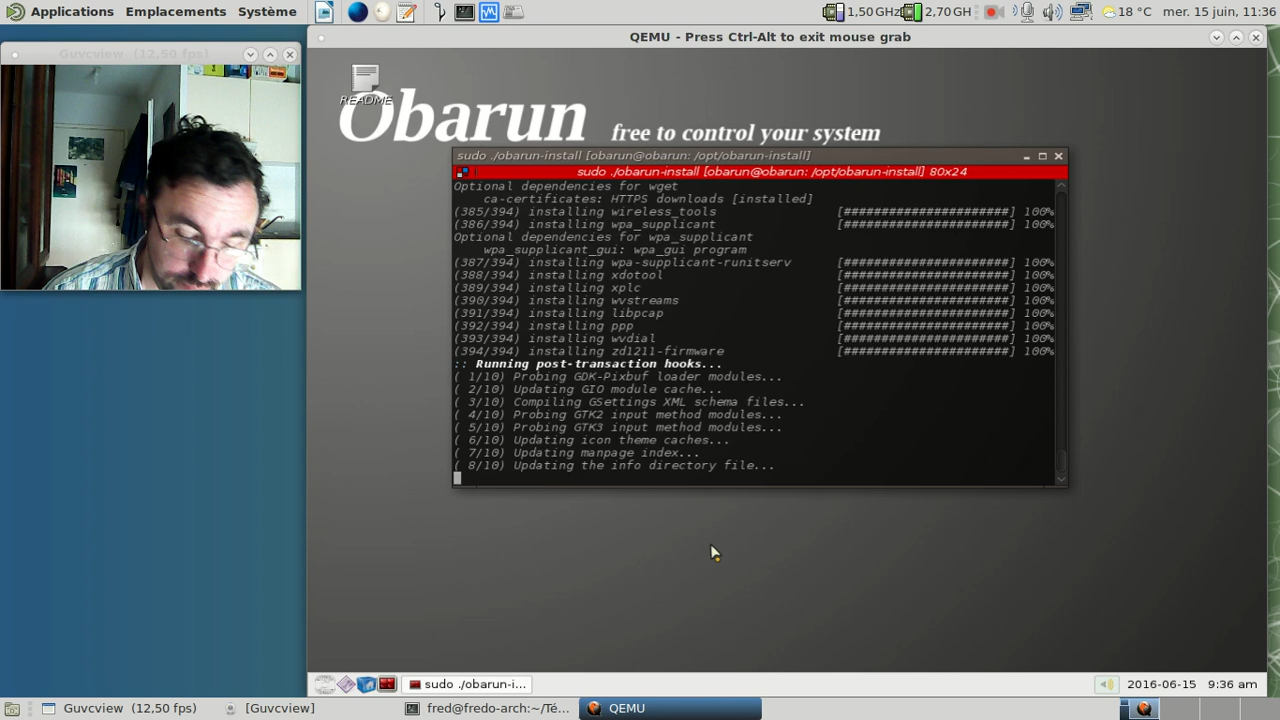 Applications Emplacements Système 1,50 GHz 2,70 GH 18 °C mer. 15 juin, 11:36
Guvcview (12,50 fps)
QEMU - Press Ctrl-Alt to exit mouse grab
README
Obarun free to control your system
sudo ./obarun-install [obarun@obarun: /opt/obarun-install]
sudo ./obarun-install [obarun@obarun: /opt/obarun-install] 80x24
Optional dependencies for wget
ca-certificates: HTTPS downloads [installed]
(385/394) installing wireless_tools [######################] 100%
(386/394) installing wpa_supplicant [######################] 100%
Optional dependencies for wpa_supplicant
wpa_supplicant_gui: wpa_gui program
(387/394) installing wpa-supplicant-runitserv [######################] 100%
(388/394) installing xdotool [######################] 100%
(389/394) installing xplc [######################] 100%
(390/394) installing wvstreams [######################] 100%
(391/394) installing libpcap [######################] 100%
(392/394) installing ppp [######################] 100%
(393/394) installing wvdial [######################] 100%
(394/394) installing zd1211-firmware [######################] 100%
:: Running post-transaction hooks...
( 1/10) Probing GDK-Pixbuf loader modules...
( 2/10) Updating GIO module cache...
( 3/10) Compiling GSettings XML schema files...
( 4/10) Probing GTK2 input method modules...
( 5/10) Probing GTK3 input method modules...
( 6/10) Updating icon theme caches...
( 7/10) Updating manpage index...
( 8/10) Updating the info directory file...
sudo ./obarun-i... 2016-06-15 9:36 am
Guvcview (12,50 fps) [Guvcview] fred@fredo-arch:~/Té... QEMU